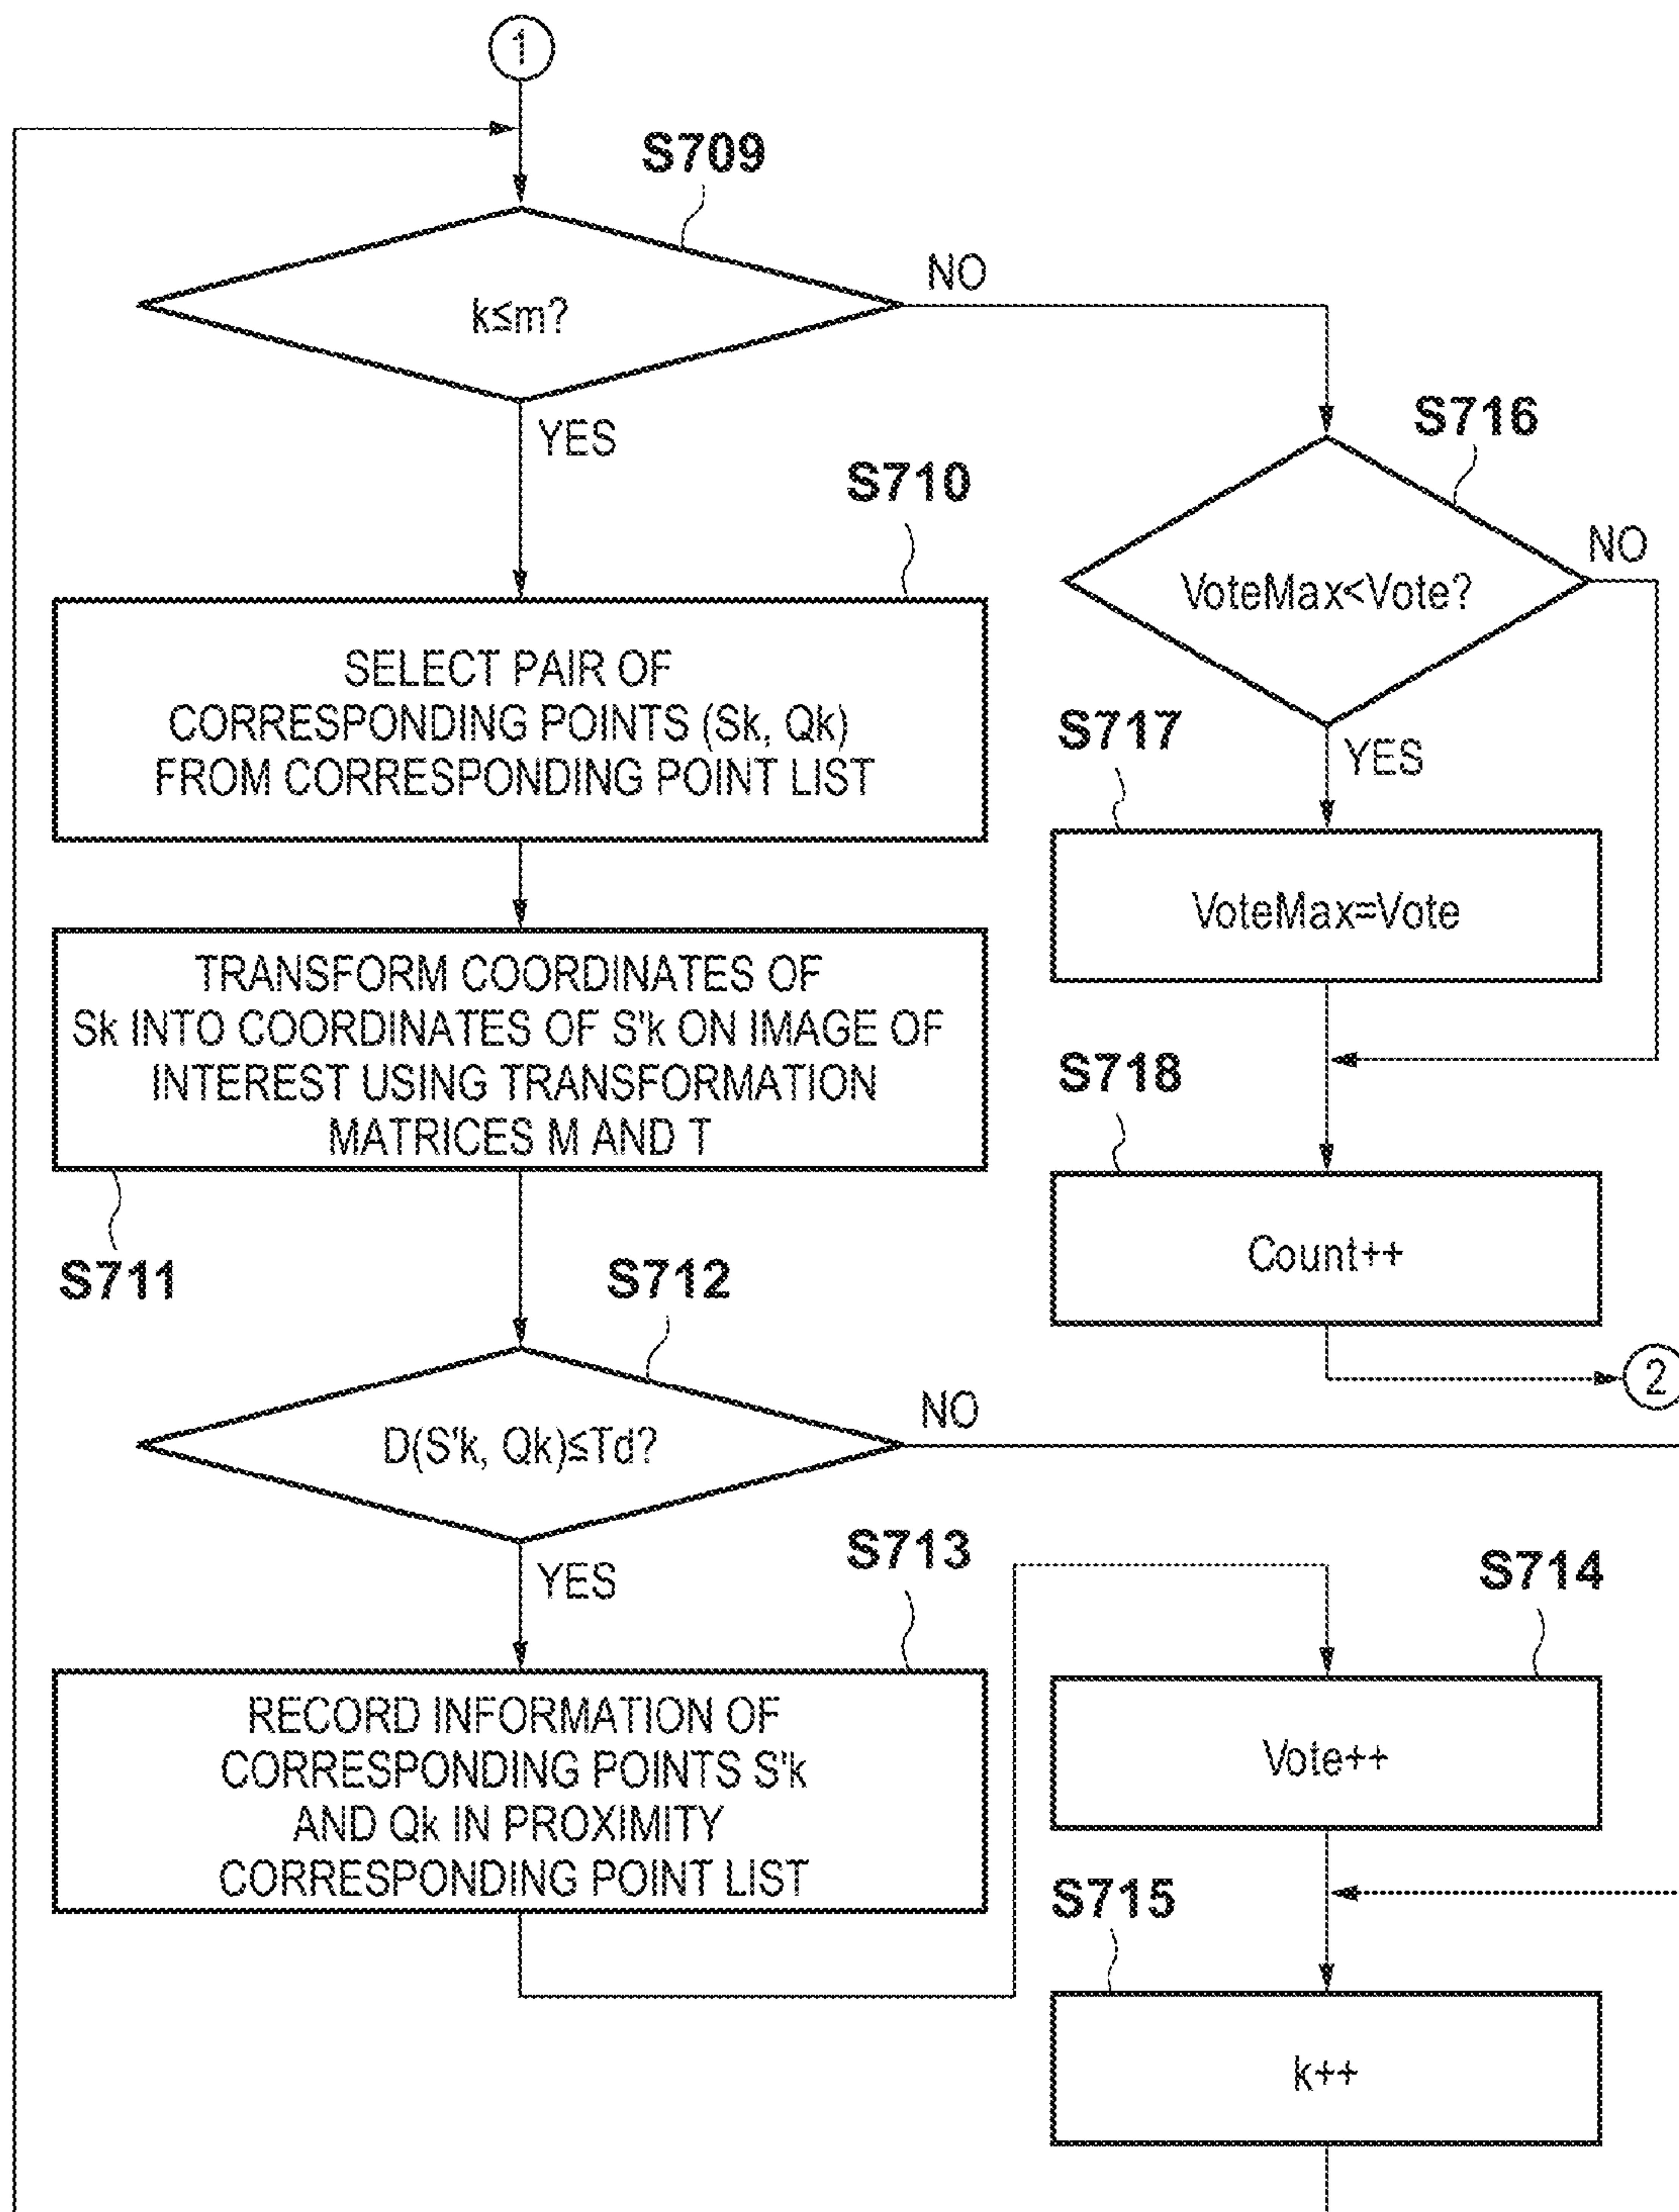 1
S709
k≤m?
NO
YES
S710
SELECT PAIR OF
CORRESPONDING POINTS (Sk, Qk)
FROM CORRESPONDING POINT LIST
TRANSFORM COORDINATES OF
Sk INTO COORDINATES OF S'k ON IMAGE OF
INTEREST USING TRANSFORMATION
MATRICES M AND T
S711
S712
D(S'k, Qk)≤Td?
NO
YES
S713
RECORD INFORMATION OF
CORRESPONDING POINTS S'k
AND Qk IN PROXIMITY
CORRESPONDING POINT LIST
S714
Vote++
S715
k++
S716
VoteMax<Vote?
NO
YES
S717
VoteMax=Vote
S718
Count++
2